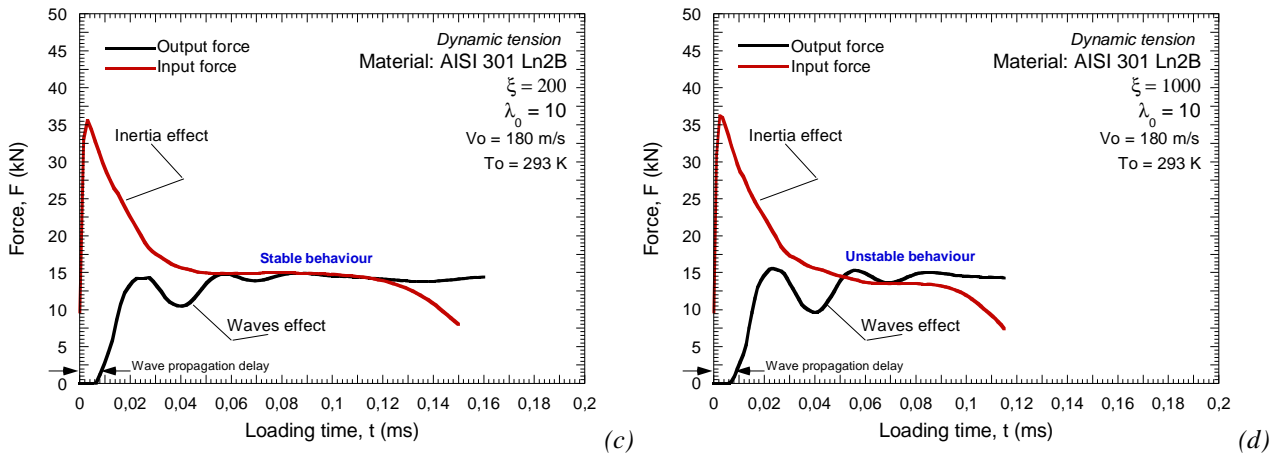 50
45
40
35
30
25
20
15
10
5
0
Force, F (kN)
Output force
Input force
Dynamic tension
Material: AISI 301 Ln2B
ξ = 200
λ0 = 10
Vo = 180 m/s
To = 293 K
Inertia effect
Stable behaviour
Waves effect
Wave propagation delay
0 0,02 0,04 0,06 0,08 0,1 0,12 0,14 0,16 0,18 0,2
Loading time, t (ms)
(c)
50
45
40
35
30
25
20
15
10
5
0
Force, F (kN)
Output force
Input force
Dynamic tension
Material: AISI 301 Ln2B
ξ = 1000
λ0 = 10
Vo = 180 m/s
To = 293 K
Inertia effect
Unstable behaviour
Waves effect
Wave propagation delay
0 0,02 0,04 0,06 0,08 0,1 0,12 0,14 0,16 0,18 0,2
Loading time, t (ms)
(d)